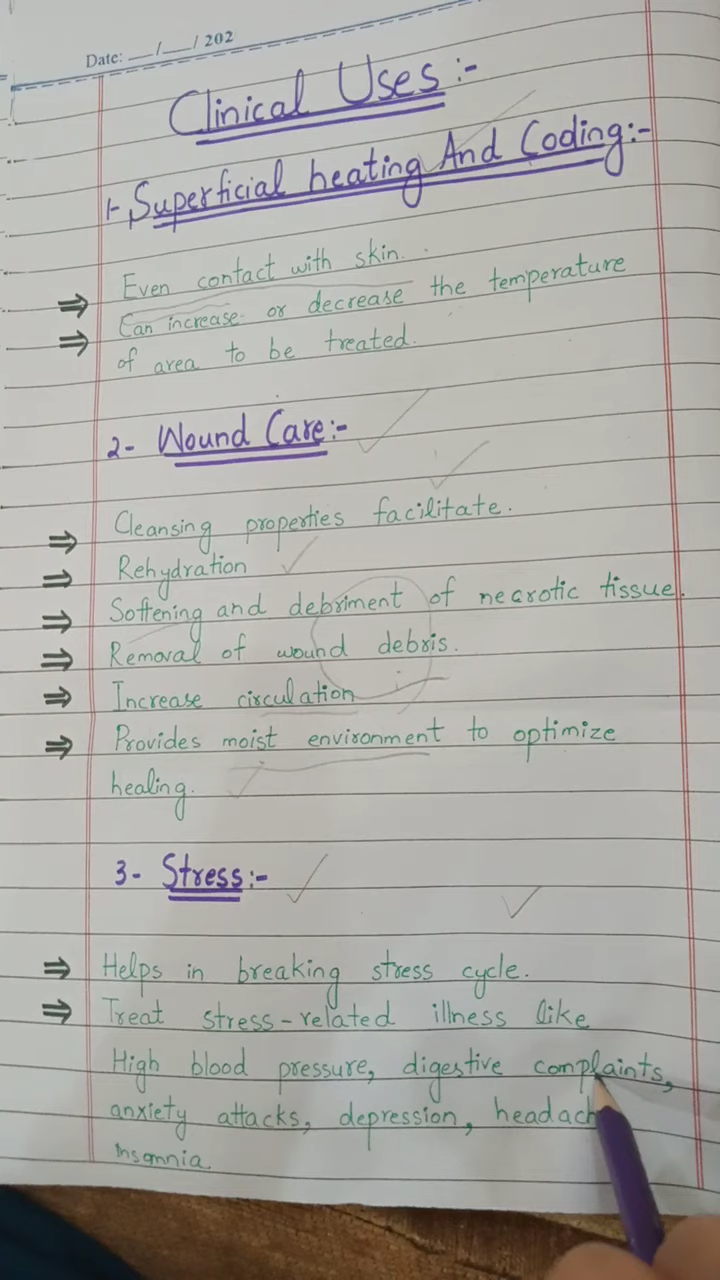 Date: __/__/ 202
Clinical Uses:-
1-, Superficial heating And Coding:-
⇒ Even contact with skin.
⇒ Can increase or decrease the temperature
of area to be treated.
2- Wound Care:-
⇒ Cleansing properties facilitate.
⇒ Rehydration
⇒ Softening and debriment of necrotic tissue.
⇒ Removal of wound debris.
⇒ Increase circulation
⇒ Provides moist environment to optimize
healing.
3- Stress:-
⇒ Helps in breaking stress cycle.
⇒ Treat stress-related illness like
High blood pressure, digestive complaints,
anxiety attacks, depression, headach
Insomnia